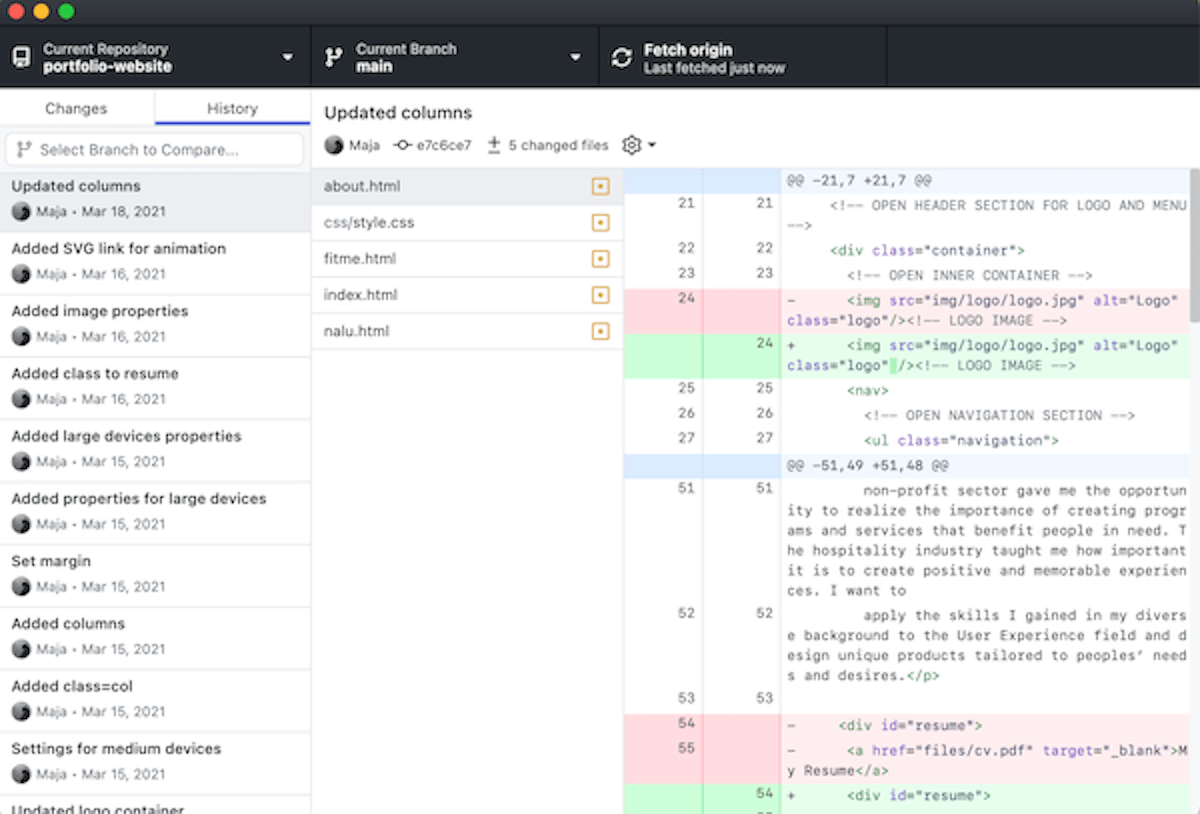 Current Repository
portfolio-website
Current Branch
main
Fetch origin
Last fetched just now
Changes
History
Select Branch to Compare...
Updated columns
Maja • Mar 18, 2021
Added SVG link for animation
Maja • Mar 16, 2021
Added image properties
Maja • Mar 16, 2021
Added class to resume
Maja • Mar 16, 2021
Added large devices properties
Maja • Mar 15, 2021
Added properties for large devices
Maja • Mar 15, 2021
Set margin
Maja • Mar 15, 2021
Added columns
Maja • Mar 15, 2021
Added class=col
Maja • Mar 15, 2021
Settings for medium devices
Maja • Mar 15, 2021
Updated logo container
Updated columns
Maja e7c6ce7 5 changed files
about.html
css/style.css
fitme.html
index.html
nalu.html
@@ -21,7 +21,7 @@
21 21 <!-- OPEN HEADER SECTION FOR LOGO AND MENU
-->
22 22 <div class="container">
23 23 <!-- OPEN INNER CONTAINER -->
24 - <img src="img/logo/logo.jpg" alt="Logo"
class="logo"/><!-- LOGO IMAGE -->
24 + <img src="img/logo/logo.jpg" alt="Logo"
class="logo" /><!-- LOGO IMAGE -->
25 25 <nav>
26 26 <!-- OPEN NAVIGATION SECTION -->
27 27 <ul class="navigation">
@@ -51,49 +51,48 @@
51 51 non-profit sector gave me the opportun
ity to realize the importance of creating progr
ams and services that benefit people in need. T
he hospitality industry taught me how important
it is to create positive and memorable experien
ces. I want to
52 52 apply the skills I gained in my divers
e background to the User Experience field and d
esign unique products tailored to peoples’ need
s and desires.</p>
53 53
54 - <div id="resume">
55 - <a href="files/cv.pdf" target="_blank">M
y Resume</a>
54 + <div id="resume">